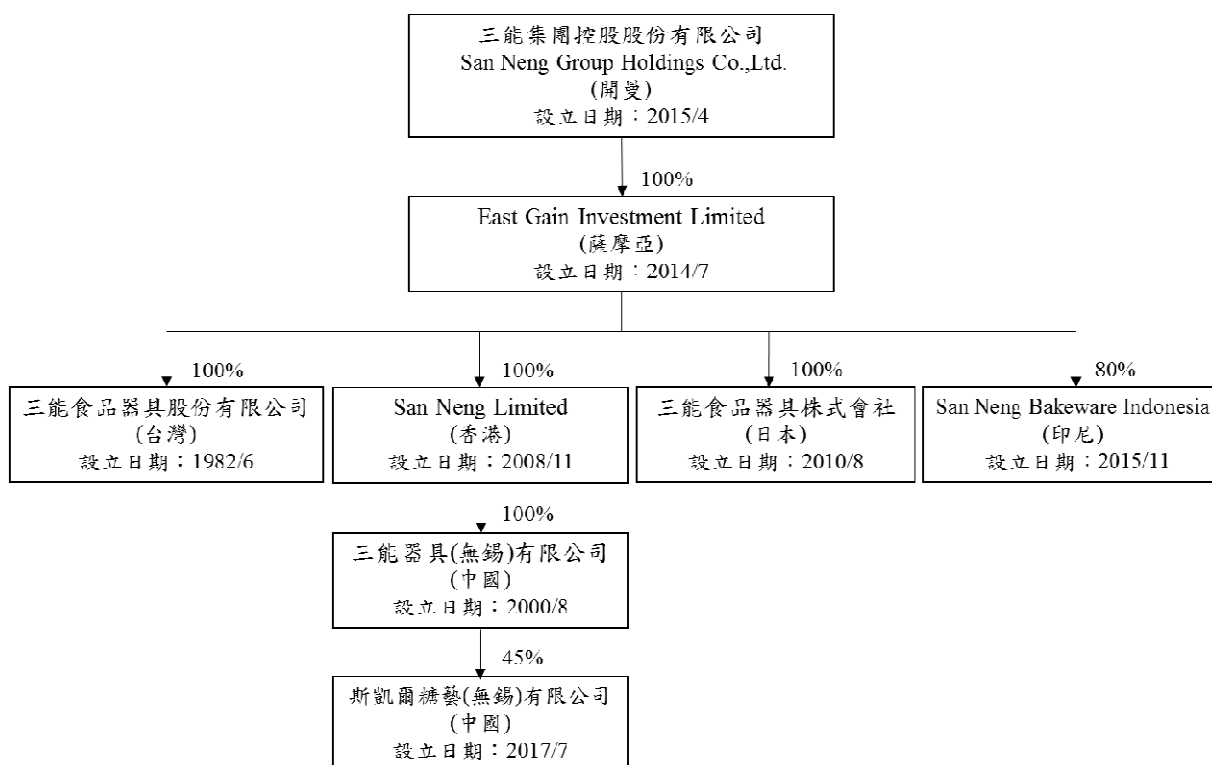 三能集團控股股份有限公司
San Neng Group Holdings Co.,Ltd.
(開曼)
設立日期：2015/4
100%
East Gain Investment Limited
(薩摩亞)
設立日期：2014/7
100%
三能食品器具股份有限公司
(台灣)
設立日期：1982/6
100%
San Neng Limited
(香港)
設立日期：2008/11
100%
三能食品器具株式會社
(日本)
設立日期：2010/8
80%
San Neng Bakeware Indonesia
(印尼)
設立日期：2015/11
100%
三能器具(無錫)有限公司
(中國)
設立日期：2000/8
45%
斯凱爾糖藝(無錫)有限公司
(中國)
設立日期：2017/7